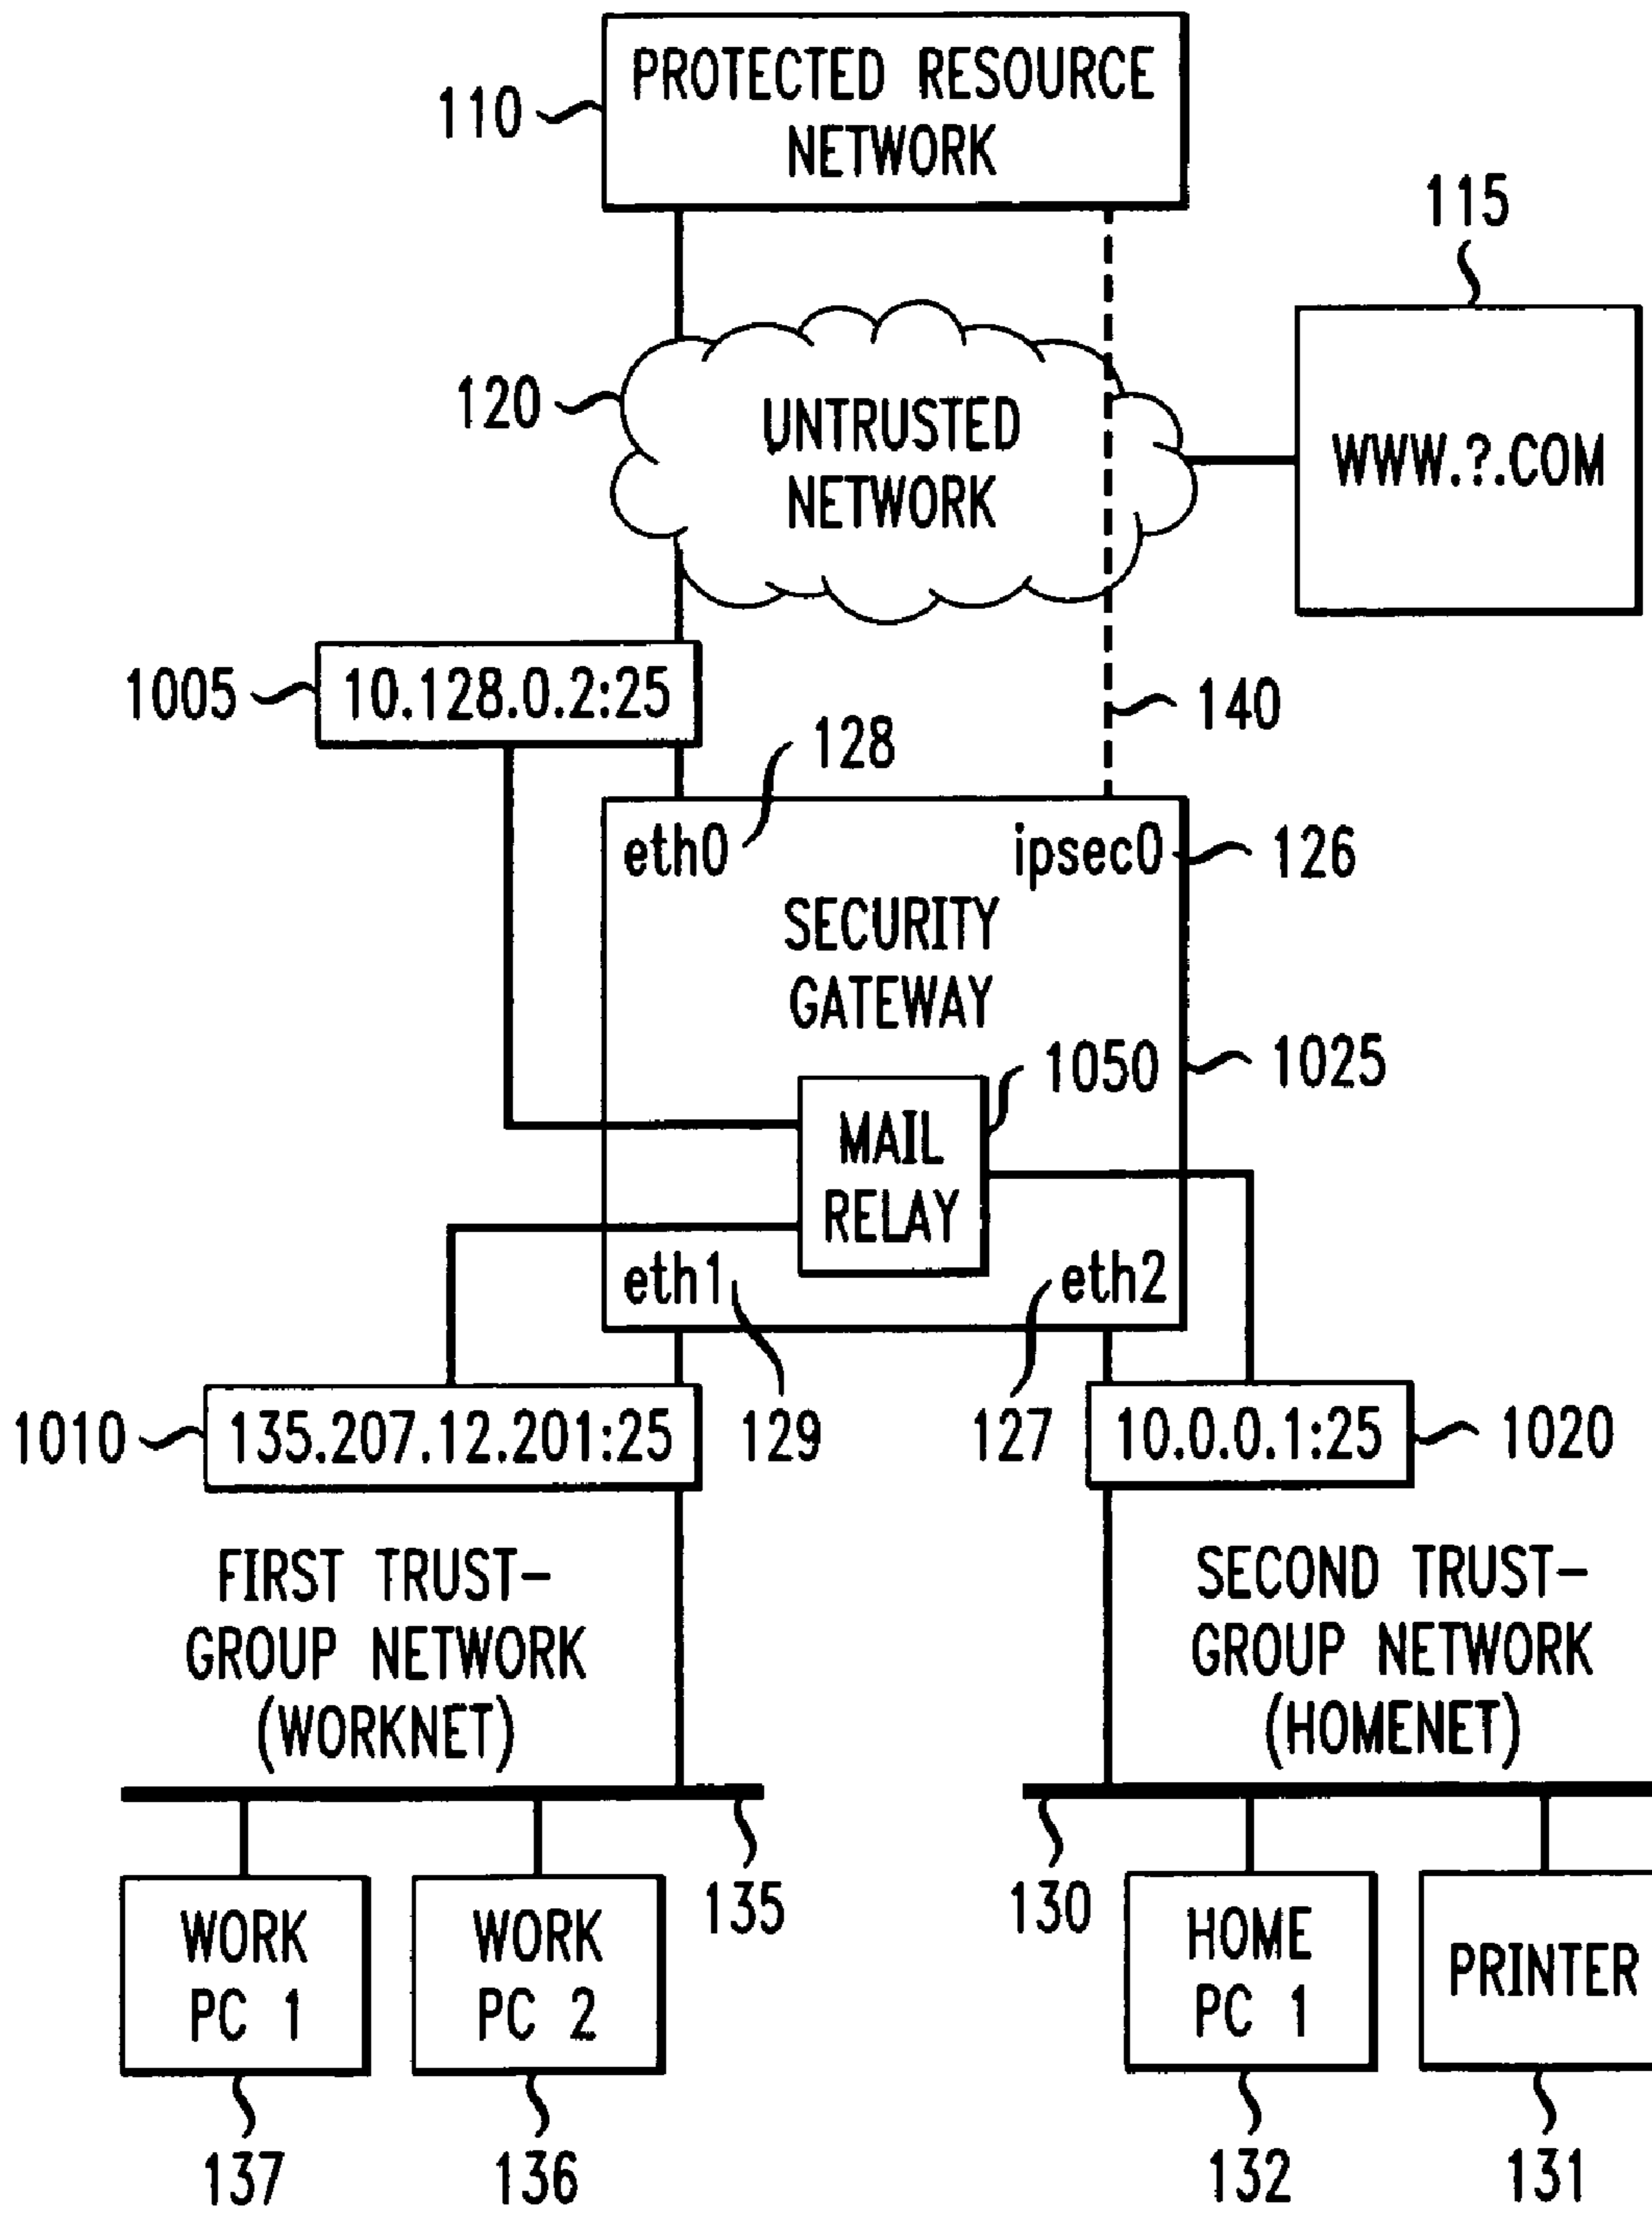 PROTECTED RESOURCE
NETWORK
110
115
WWW.?.COM
120
UNTRUSTED
NETWORK
1005
10.128.0.2:25
140
128
eth0
ipsec0
126
SECURITY
GATEWAY
1025
1050
MAIL
RELAY
eth1
eth2
1010
135.207.12.201:25
129
127
10.0.0.1:25
1020
FIRST TRUST-
GROUP NETWORK
(WORKNET)
SECOND TRUST-
GROUP NETWORK
(HOMENET)
135
130
WORK
PC 1
WORK
PC 2
HOME
PC 1
PRINTER
137
136
132
131